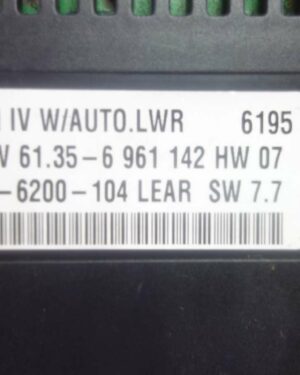 IV W/AUTO.LWR 6195
61.35-6 961 142 HW 07
-6200-104 LEAR SW 7.7